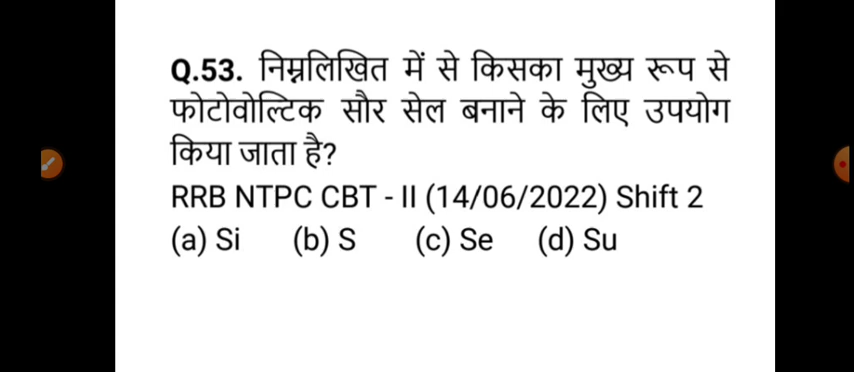 Q.53. निम्नलिखित में से किसका मुख्य रूप से
फोटोवोल्टिक सौर सेल बनाने के लिए उपयोग
किया जाता है?
RRB NTPC CBT - II (14/06/2022) Shift 2
(a) Si (b) S (c) Se (d) Su